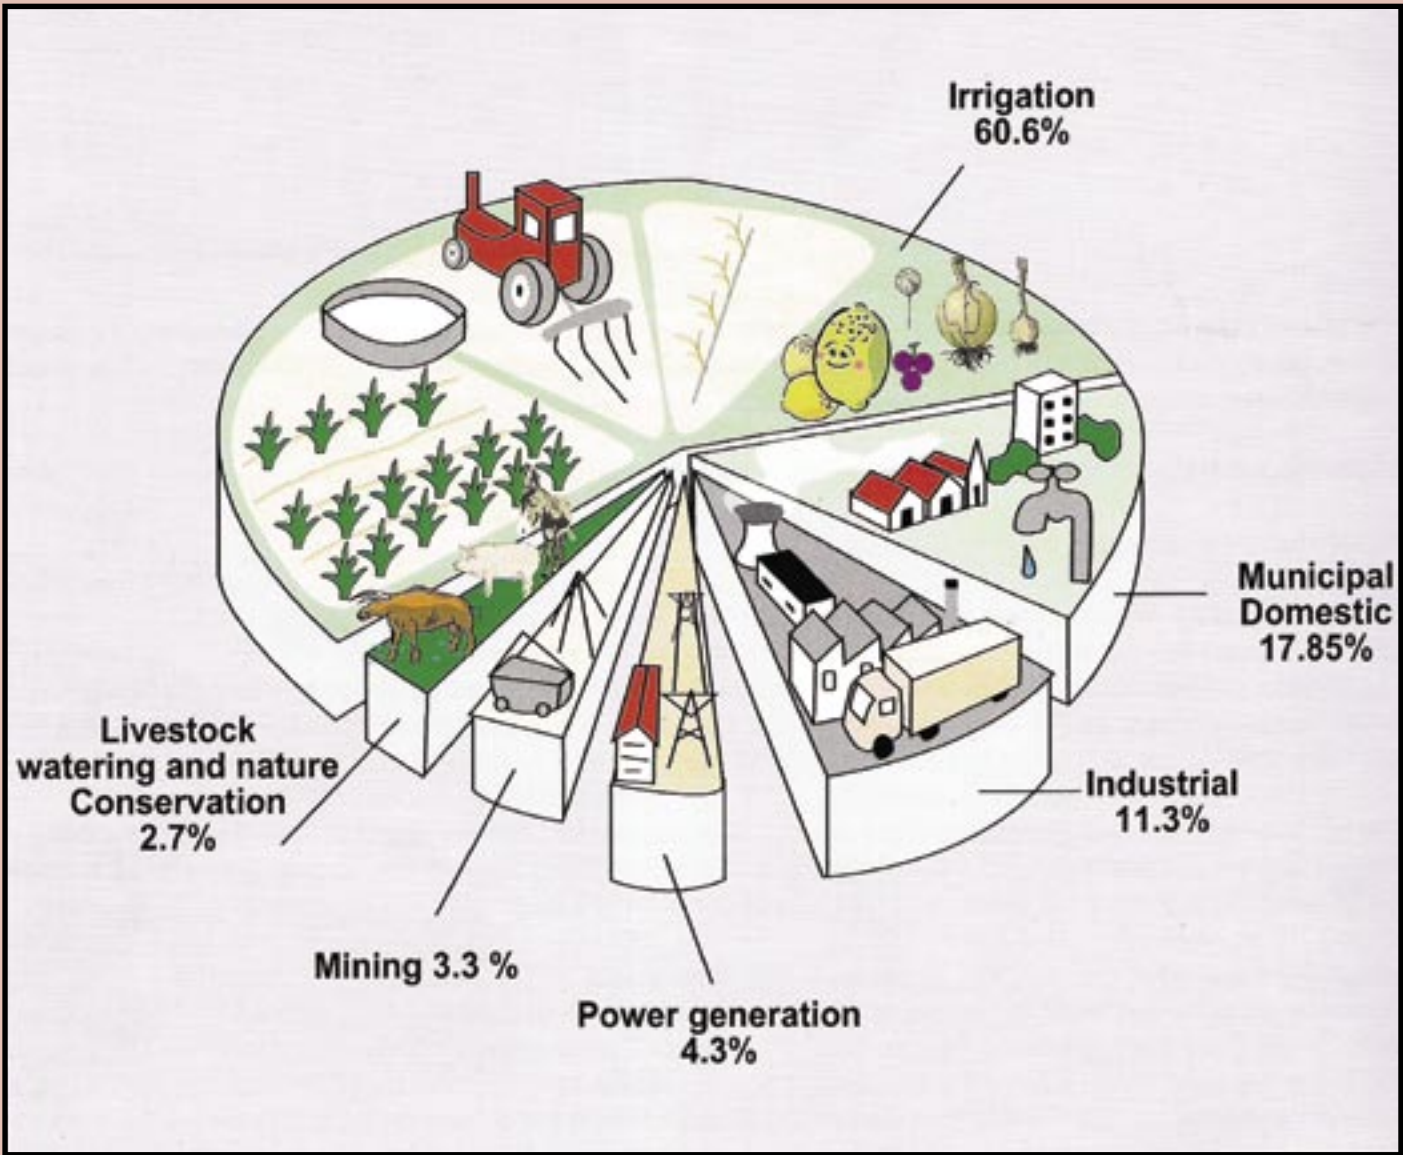 Irrigation
60.6%
Municipal
Domestic
17.85%
Industrial
11.3%
Power generation
4.3%
Mining 3.3 %
Livestock
watering and nature
Conservation
2.7%